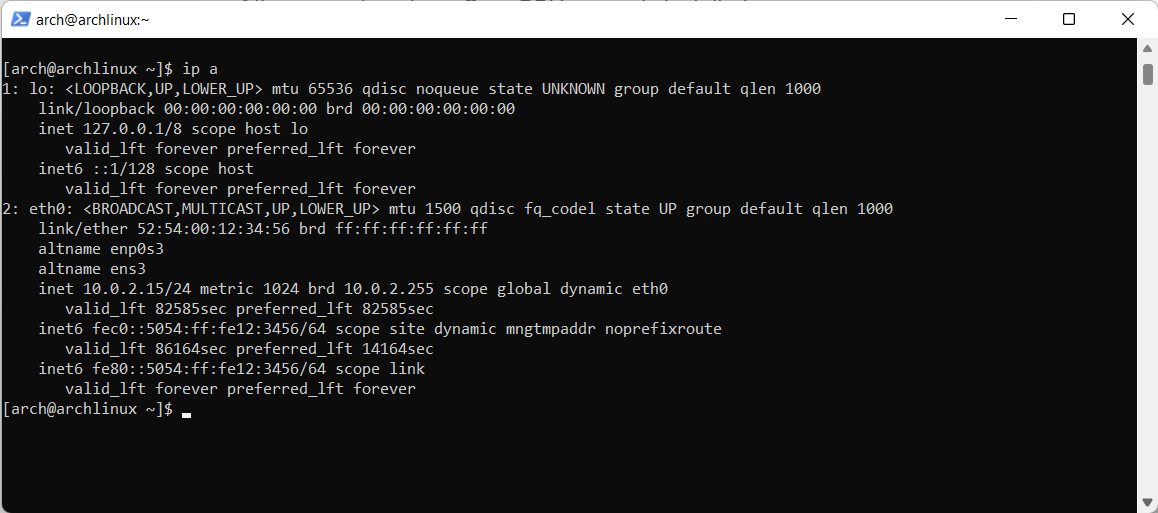 arch@archlinux:~
[arch@archlinux ~]$ ip a
1: lo: <LOOPBACK,UP,LOWER_UP> mtu 65536 qdisc noqueue state UNKNOWN group default qlen 1000
    link/loopback 00:00:00:00:00:00 brd 00:00:00:00:00:00
    inet 127.0.0.1/8 scope host lo
       valid_lft forever preferred_lft forever
    inet6 ::1/128 scope host
       valid_lft forever preferred_lft forever
2: eth0: <BROADCAST,MULTICAST,UP,LOWER_UP> mtu 1500 qdisc fq_codel state UP group default qlen 1000
    link/ether 52:54:00:12:34:56 brd ff:ff:ff:ff:ff:ff
    altname enp0s3
    altname ens3
    inet 10.0.2.15/24 metric 1024 brd 10.0.2.255 scope global dynamic eth0
       valid_lft 82585sec preferred_lft 82585sec
    inet6 fec0::5054:ff:fe12:3456/64 scope site dynamic mngtmpaddr noprefixroute
       valid_lft 86164sec preferred_lft 14164sec
    inet6 fe80::5054:ff:fe12:3456/64 scope link
       valid_lft forever preferred_lft forever
[arch@archlinux ~]$